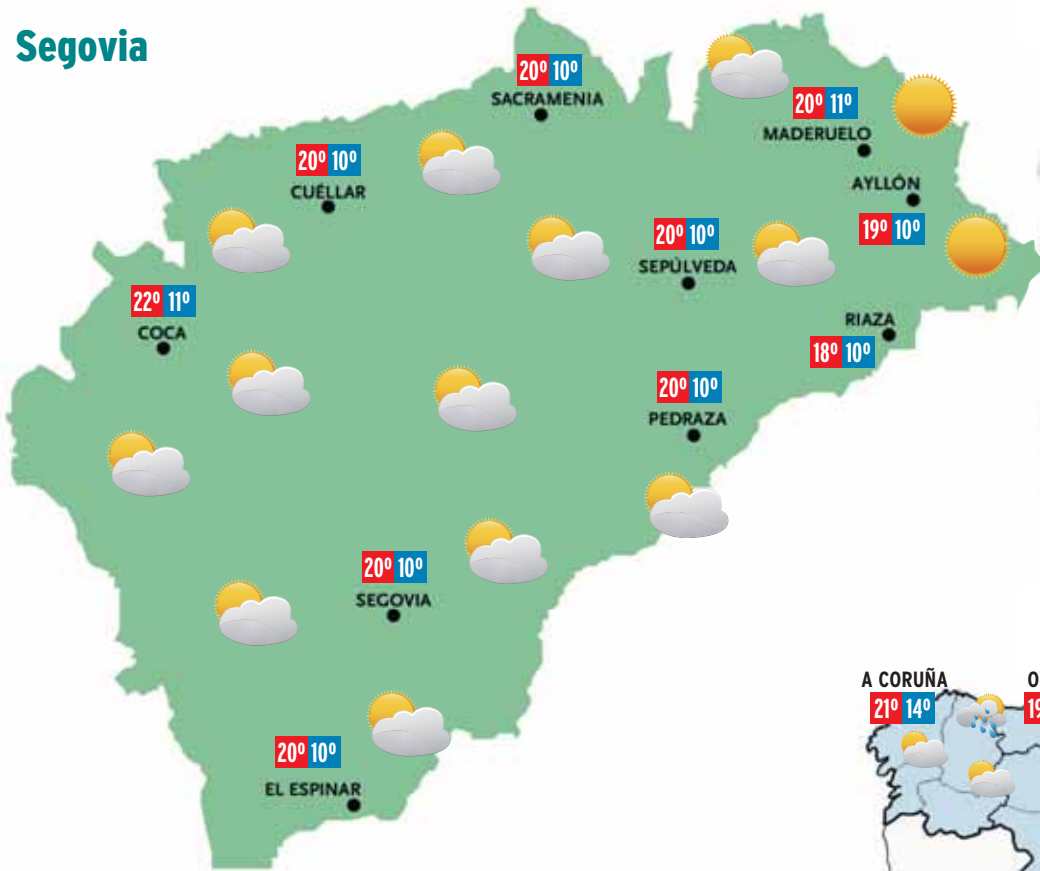 Segovia
20º 10º
SACRAMENIA
20º 11º
MADERUELO
20º 10º
CUÉLLAR
AYLLÓN
19º 10º
20º 10º
SEPÚLVEDA
22º 11º
COCA
RIAZA
18º 10º
20º 10º
PEDRAZA
20º 10º
SEGOVIA
20º 10º
EL ESPINAR
A CORUÑA
21º 14º
O
19